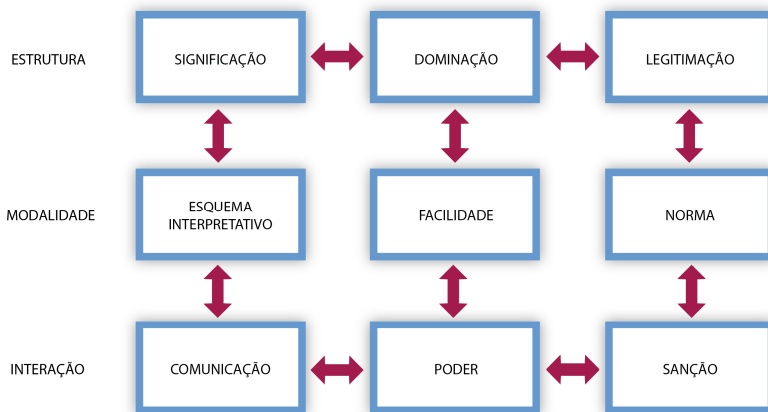 ESTRUTURA
SIGNIFICAÇÃO
DOMINAÇÃO
LEGITIMAÇÃO
MODALIDADE
ESQUEMA
INTERPRETATIVO
FACILIDADE
NORMA
INTERAÇÃO
COMUNICAÇÃO
PODER
SANÇÃO